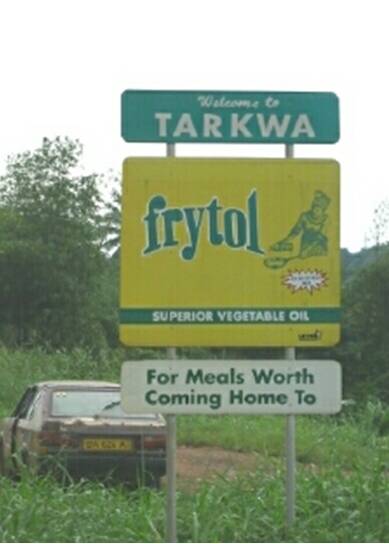 Welcome to
TARKWA
frytol
SUPERIOR VEGETABLE OIL
For Meals Worth
Coming Home To